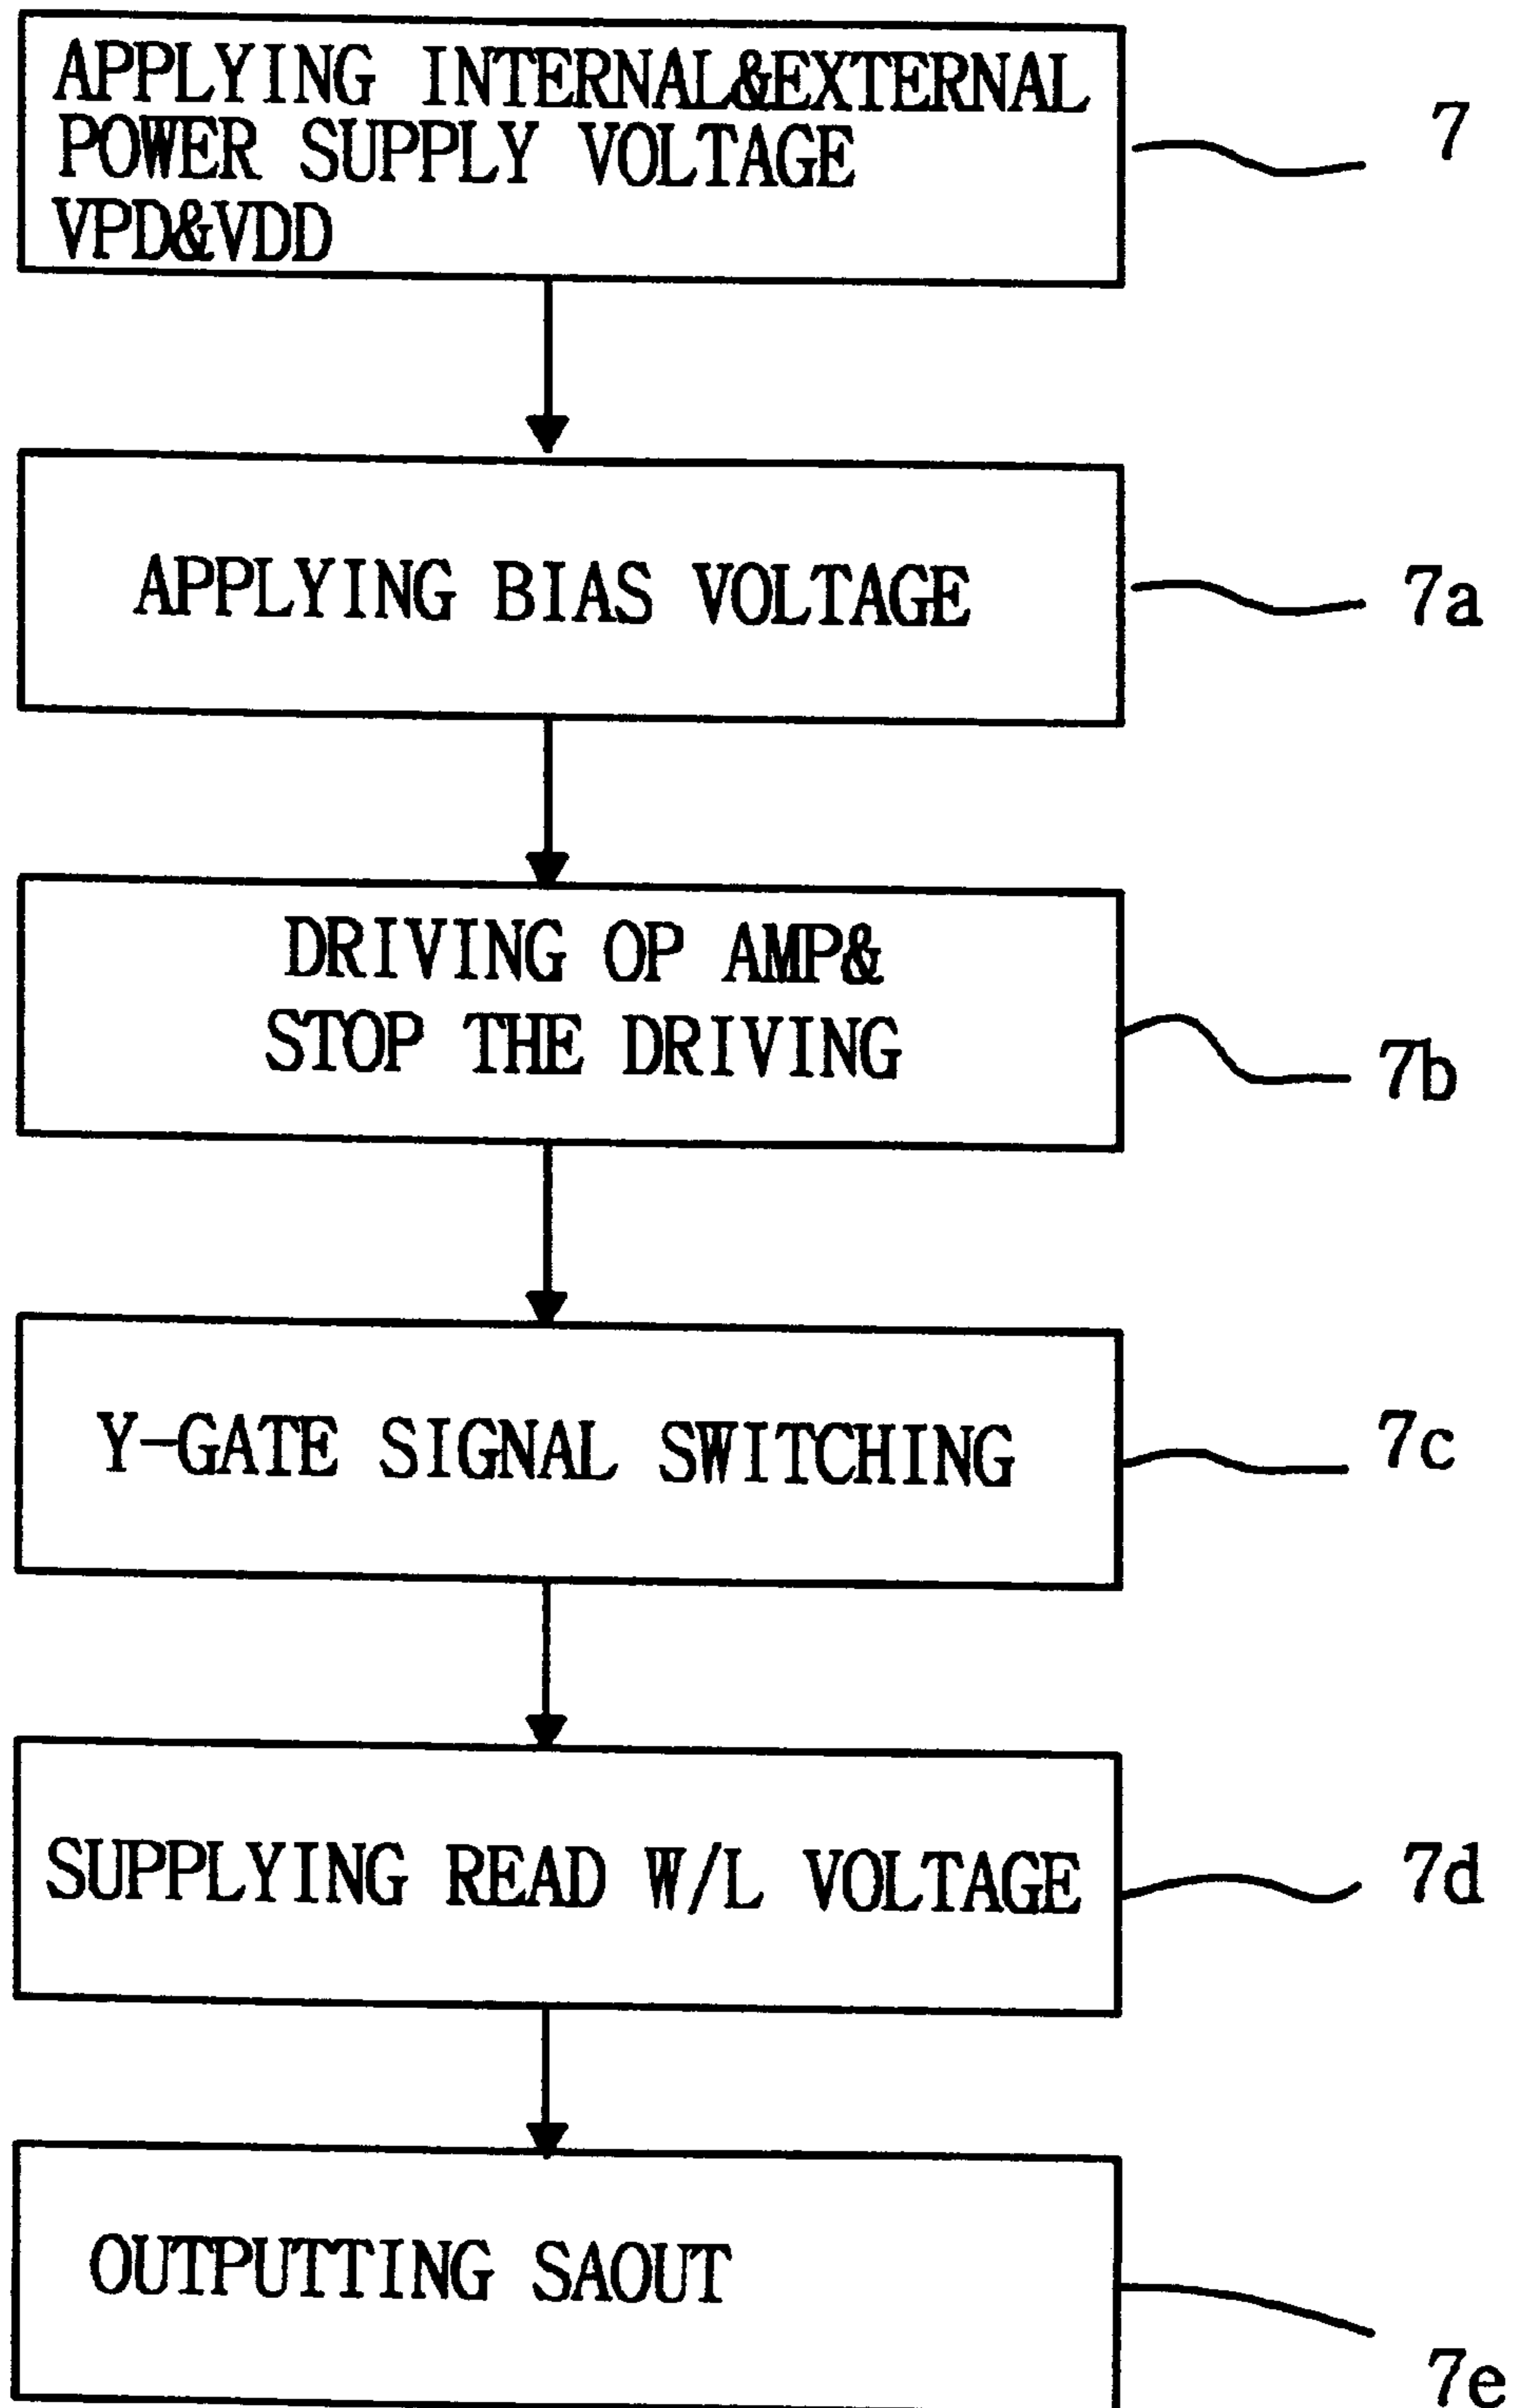 APPLYING INTERNAL&EXTERNAL
POWER SUPPLY VOLTAGE
VPD&VDD
7
APPLYING BIAS VOLTAGE
7a
DRIVING OP AMP&
STOP THE DRIVING
7b
Y-GATE SIGNAL SWITCHING
7c
SUPPLYING READ W/L VOLTAGE
7d
OUTPUTTING SAOUT
7e